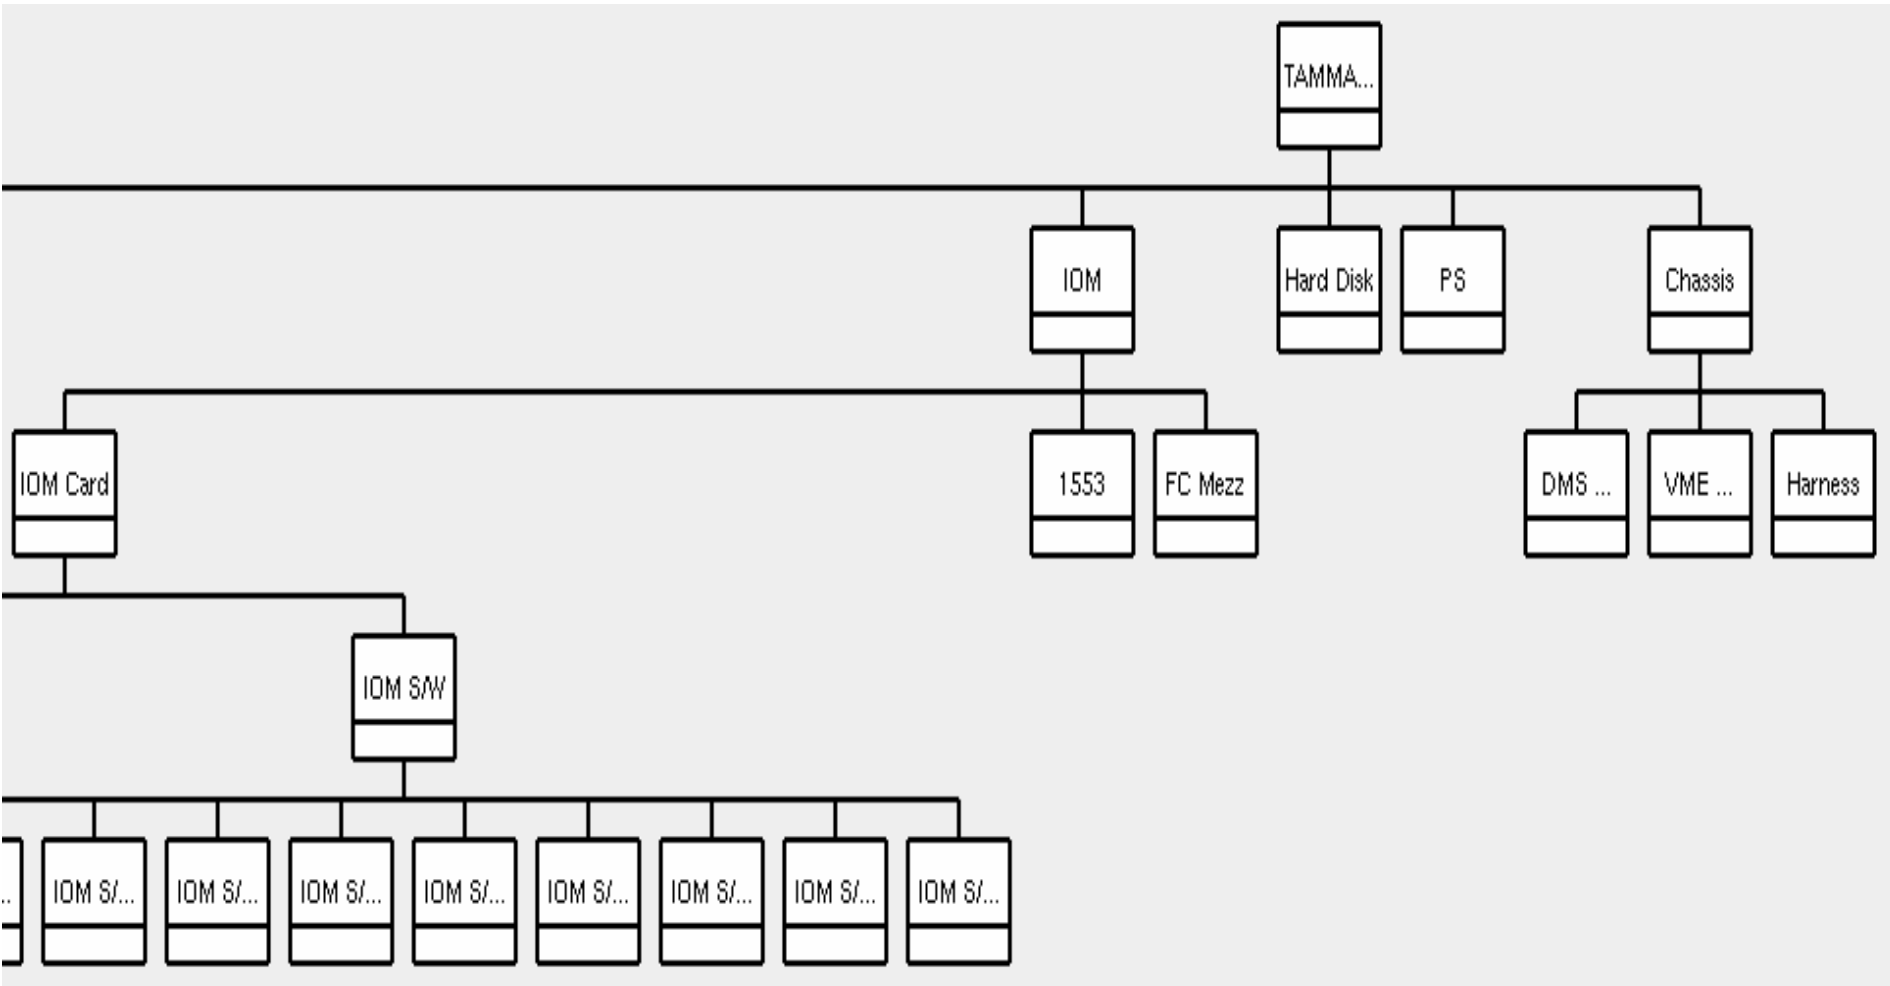 TAMMA...
IOM
Hard Disk
PS
Chassis
IOM Card
1553
FC Mezz
DMS ...
VME ...
Harness
IOM S/W
..
IOM S/...
IOM S/...
IOM S/...
IOM S/...
IOM S/...
IOM S/...
IOM S/...
IOM S/...